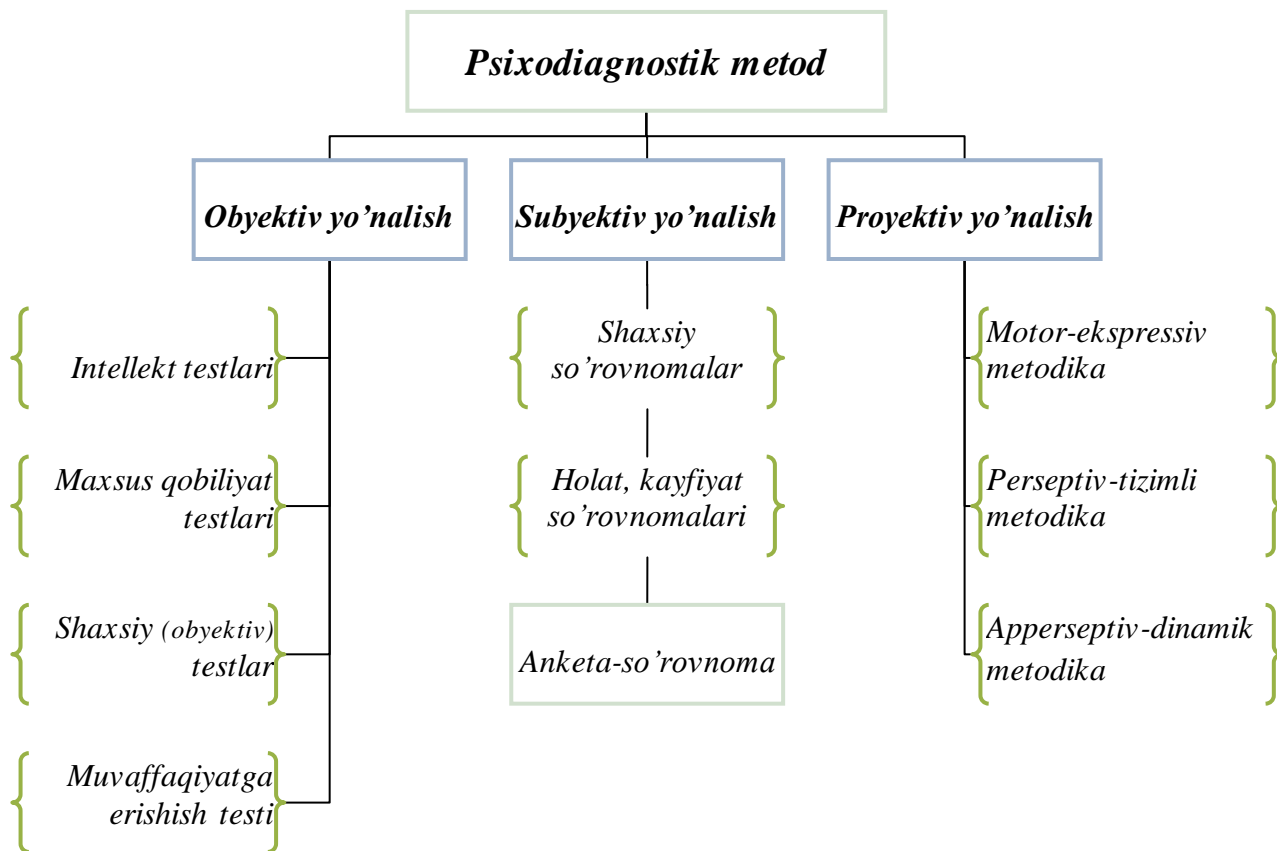 Psixodiagnostik metod
Obyektiv yo’nalish
Subyektiv yo’nalish
Proyektiv yo’nalish
Intellekt testlari
Maxsus qobiliyat
testlari
Shaxsiy (obyektiv)
testlar
Muvaffaqiyatga
erishish testi
Shaxsiy
so’rovnomalar
Holat, kayfiyat
so’rovnomalari
Anketa-so’rovnoma
Motor-ekspressiv
metodika
Perseptiv-tizimli
metodika
Apperseptiv-dinamik
metodika